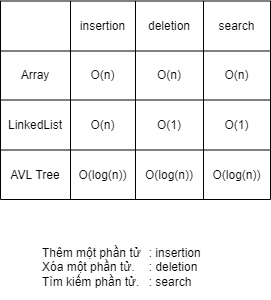 insertion deletion search
Array O(n) O(n) O(n)
LinkedList O(n) O(1) O(1)
AVL Tree O(log(n)) O(log(n)) O(log(n))
Thêm một phần tử : insertion
Xóa một phần tử. : deletion
Tìm kiếm phần tử. : search